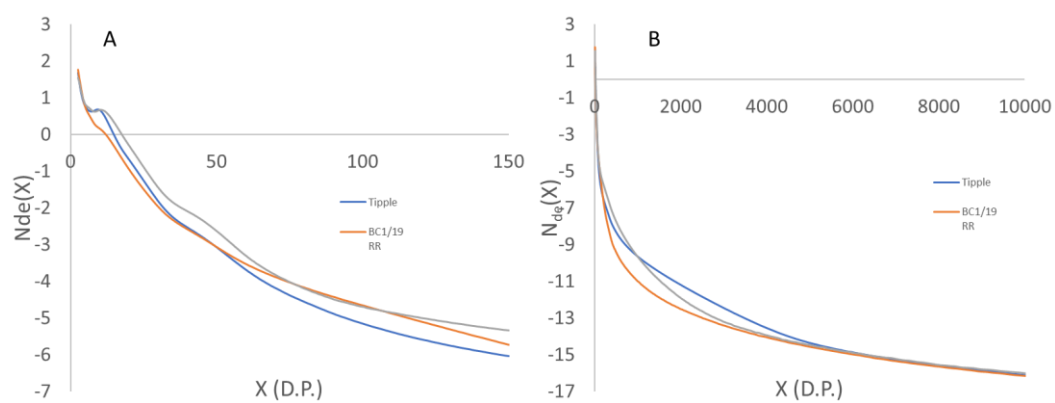 A
3
2
1
0
-1
-2
-3
-4
-5
-6
-7
0
50
100
150
Nde(X)
X (D.P.)
Tipple
BC1/19
RR
B
3
1
-1
-3
-5
-7
-9
-11
-13
-15
-17
0
2000
4000
6000
8000
10000
Nde(X)
X (D.P.)
Tipple
BC1/19
RR